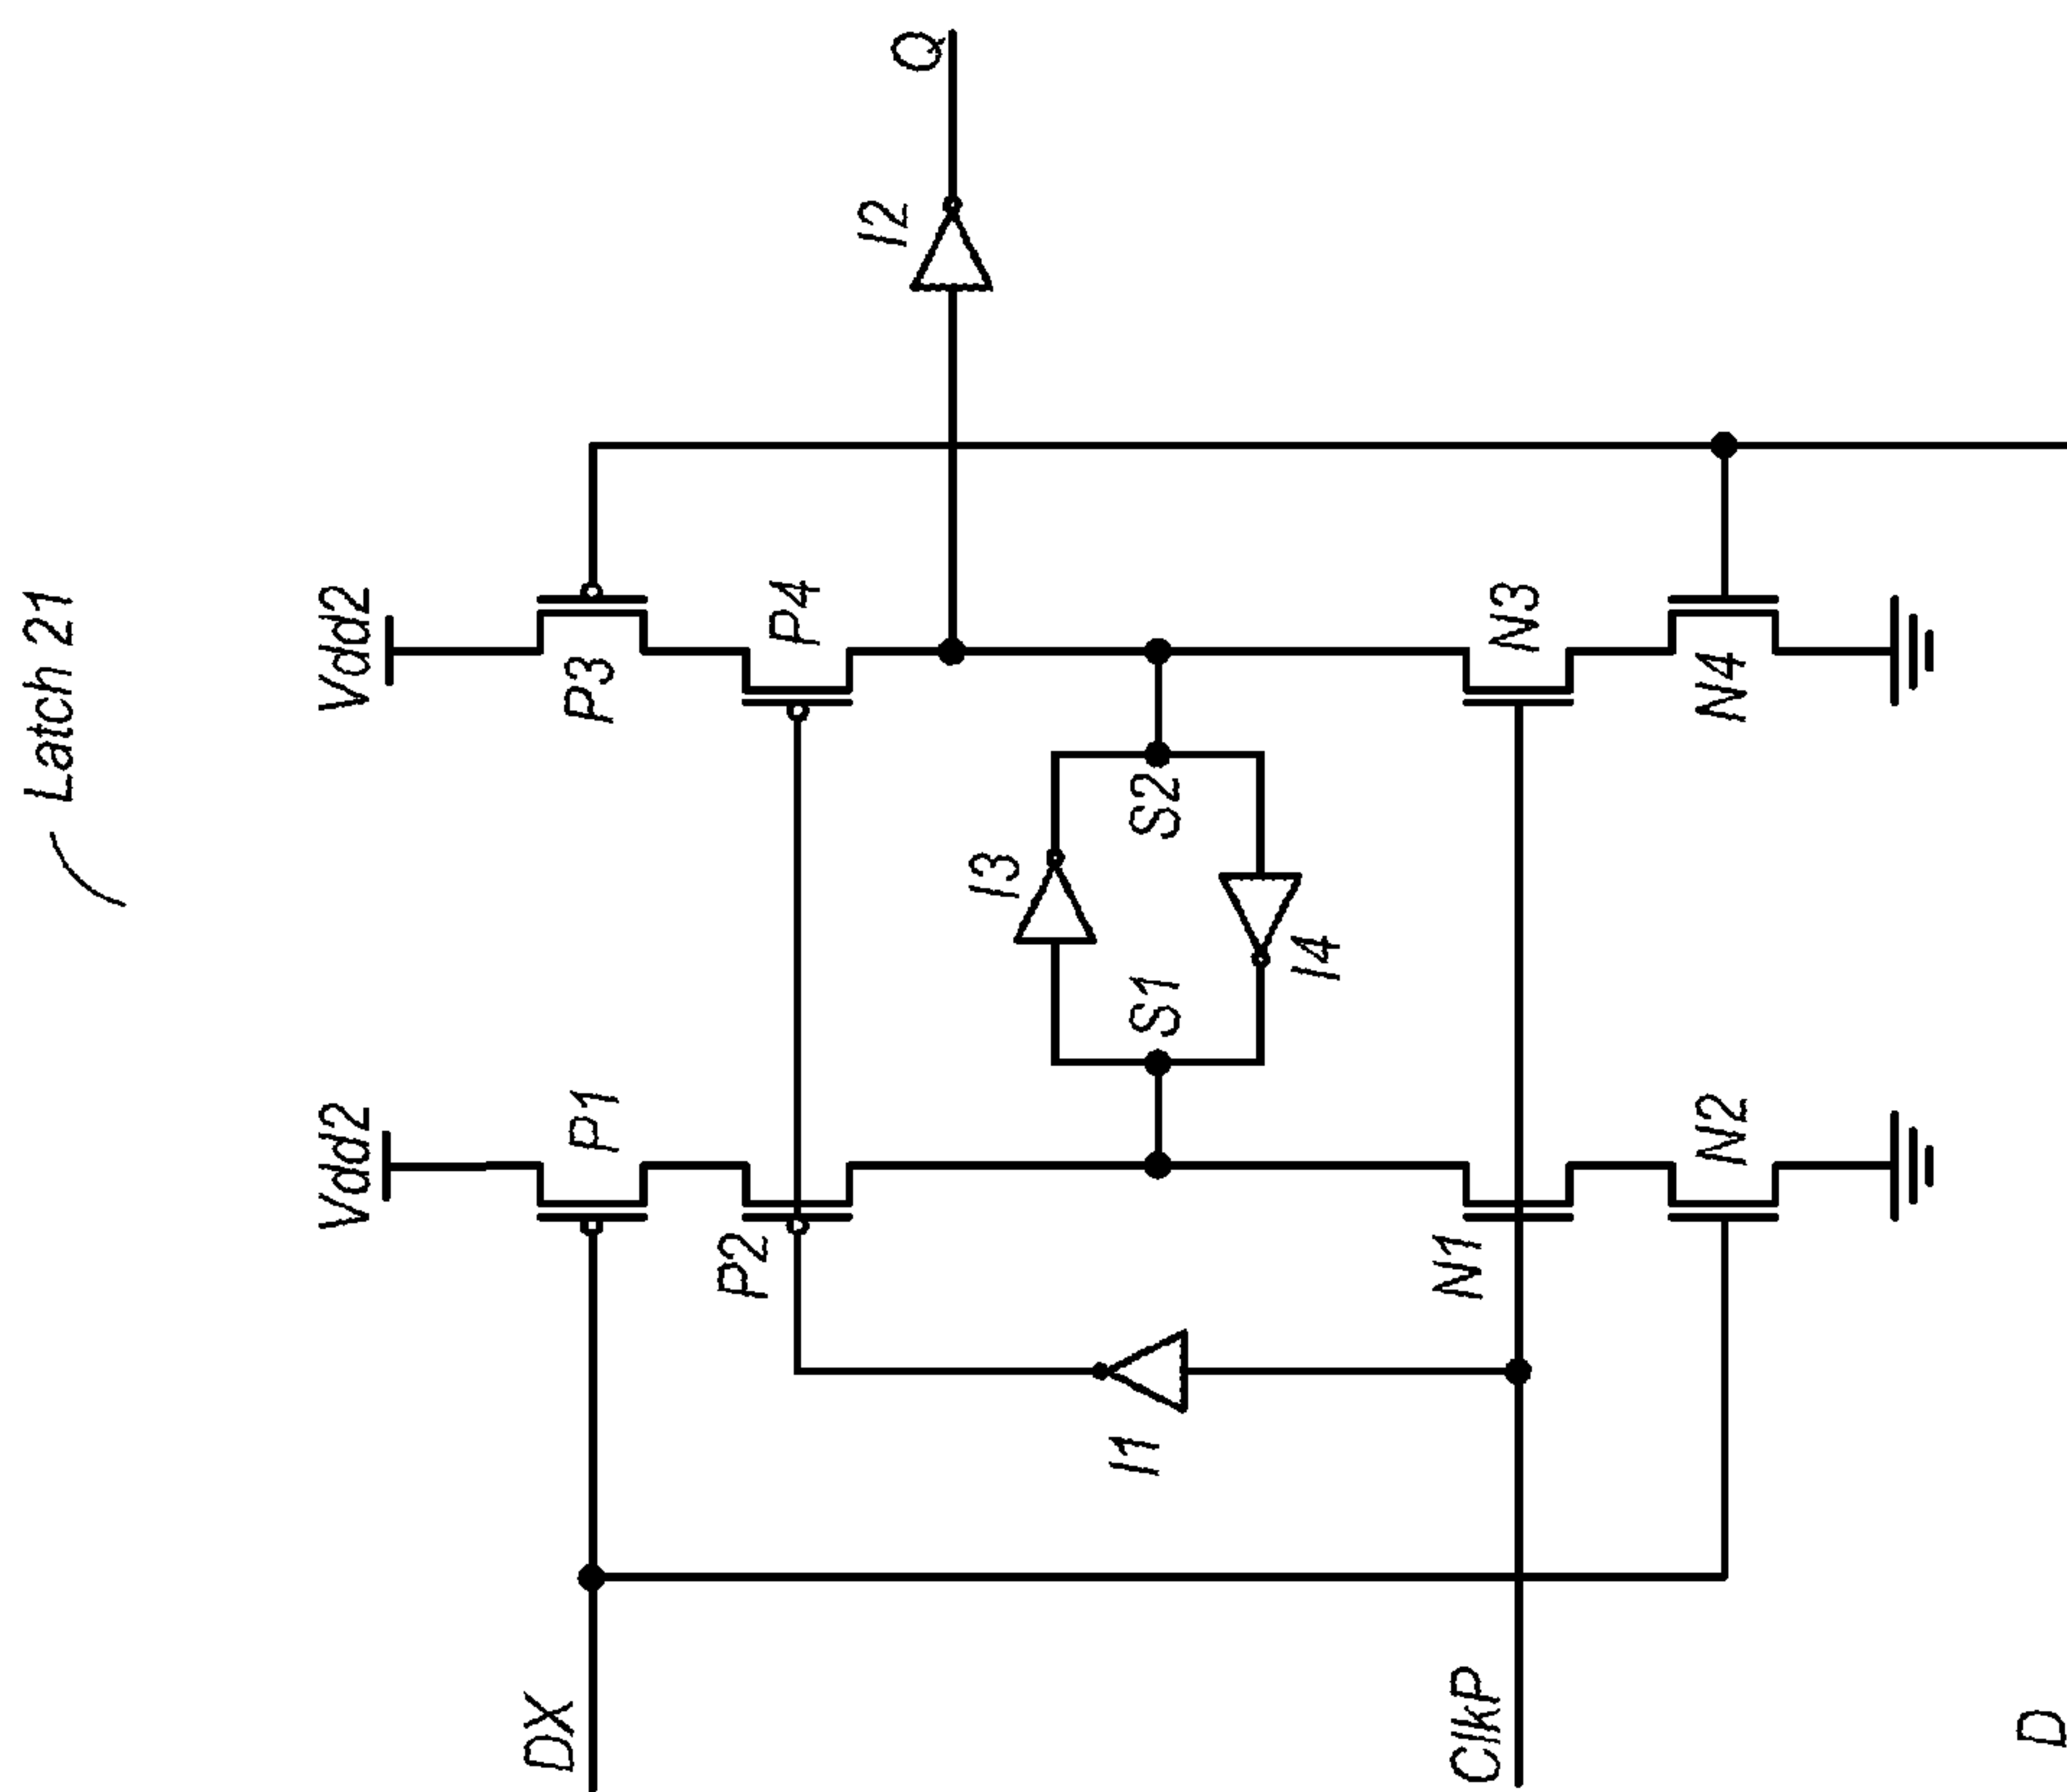 Latch 21
Vdd2
Vdd2
DX
P1
P3
P2
P4
I1
I3
I2
Q
S1
S2
I4
ClkP
N1
N3
N2
N4
D